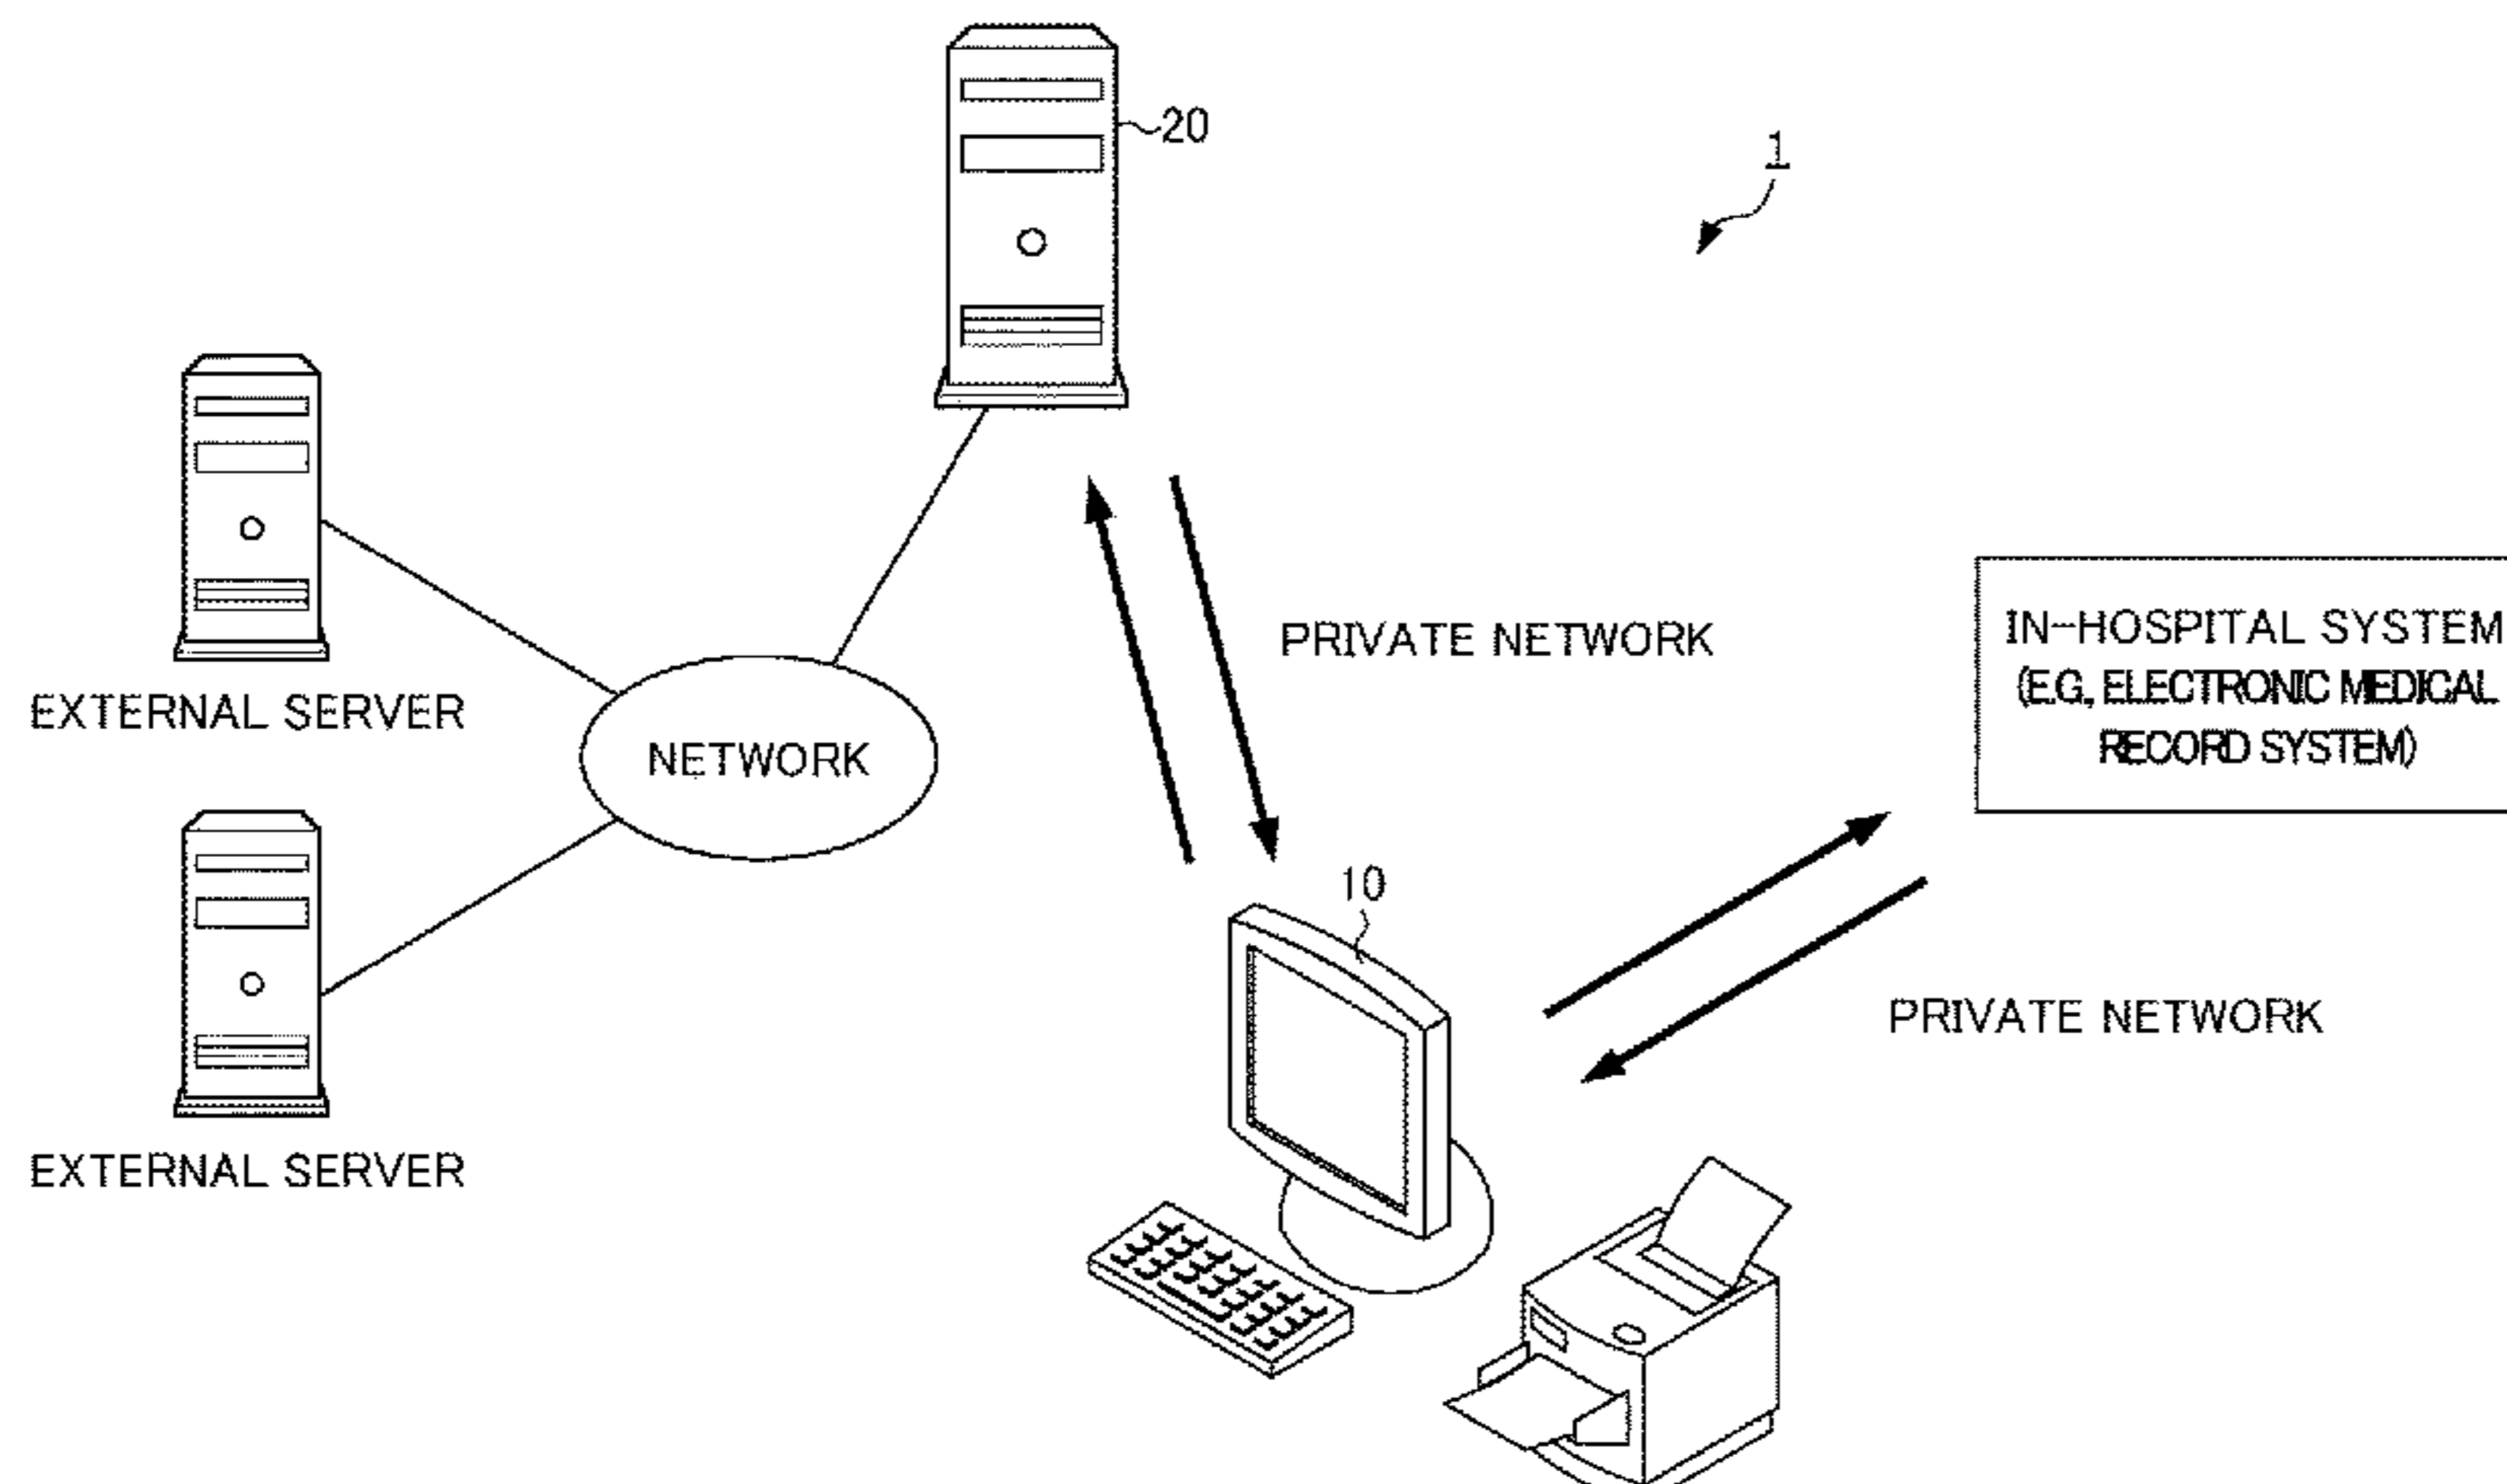 20
1
PRIVATE NETWORK
IN-HOSPITAL SYSTEM
(E.G., ELECTRONIC MEDICAL
RECORD SYSTEM)
EXTERNAL SERVER
NETWORK
10
PRIVATE NETWORK
EXTERNAL SERVER